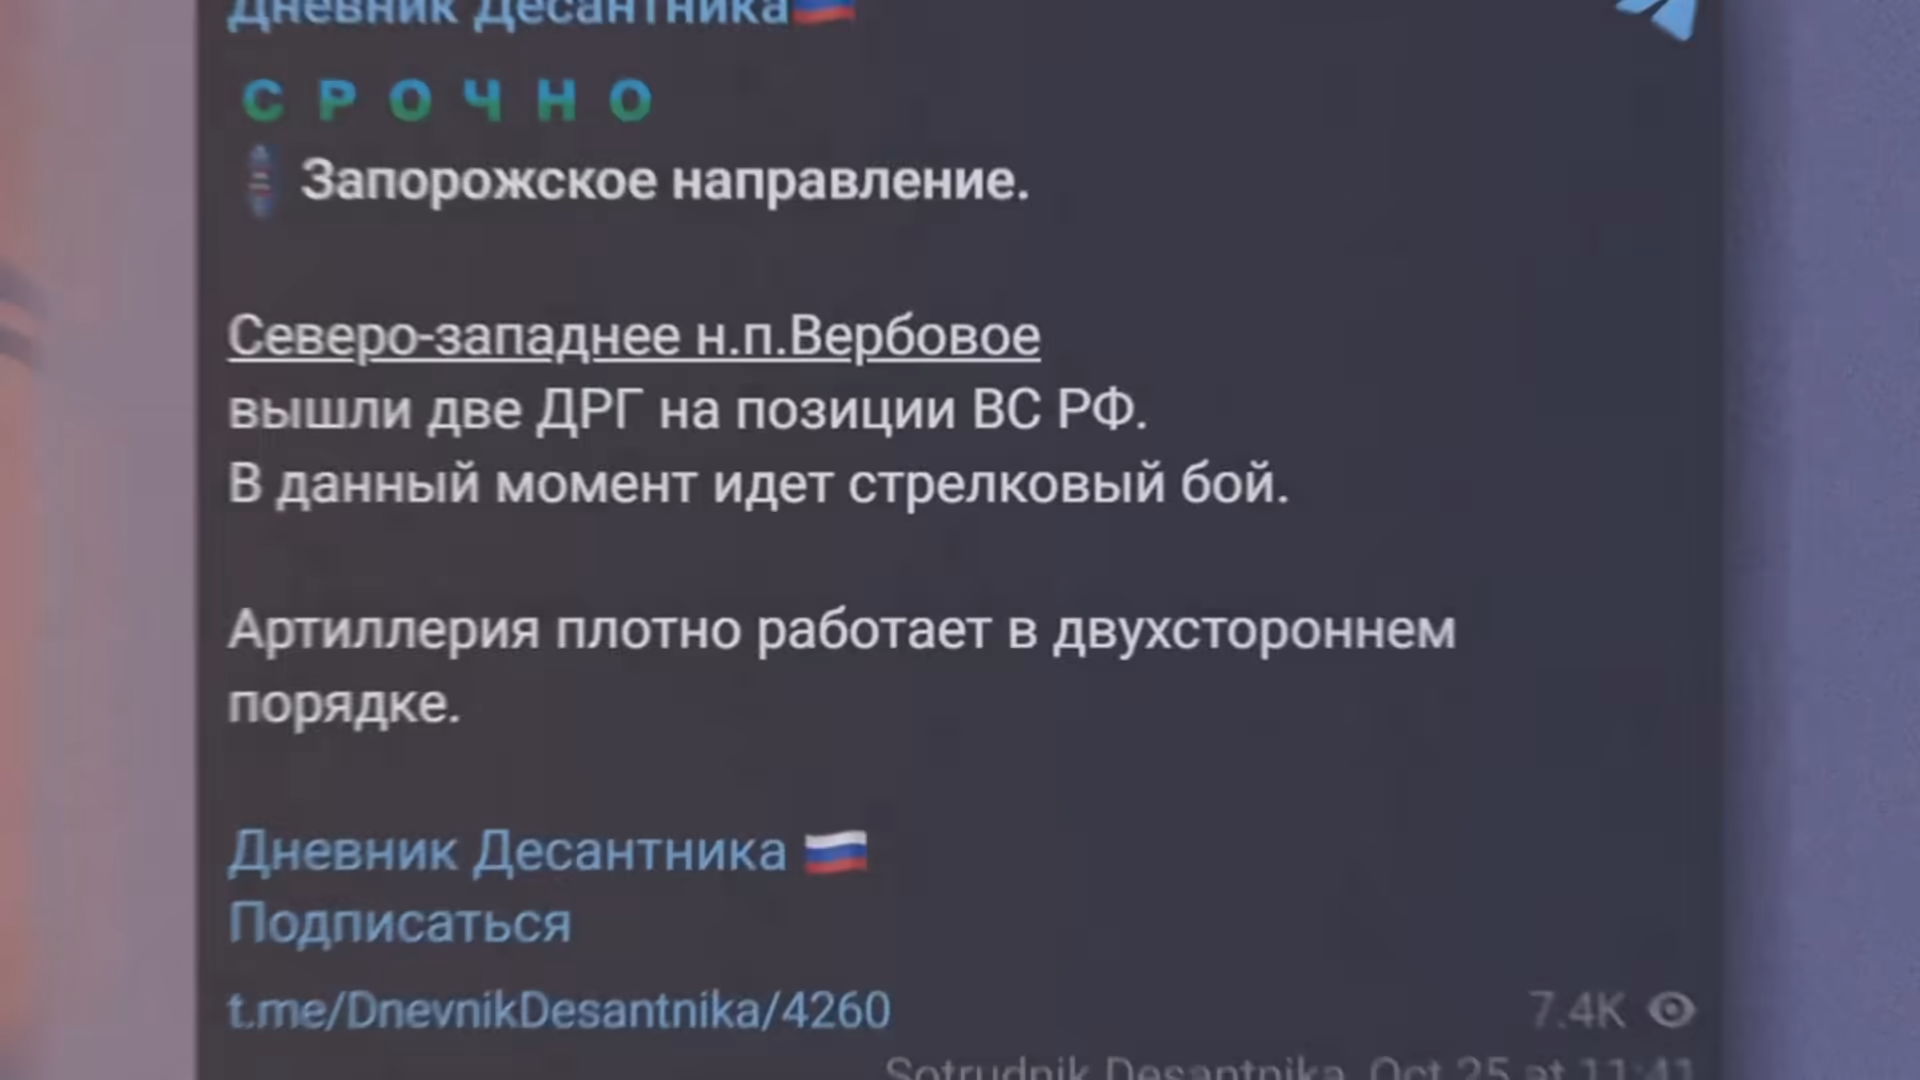 Дневник Десантника
СРОЧНО
Запорожское направление.
Северо-западнее н.п.Вербовое
вышли две ДРГ на позиции ВС РФ.
В данный момент идет стрелковый бой.
Артиллерия плотно работает в двухстороннем
порядке.
Дневник Десантника
Подписаться
t.me/DnevnikDesantnika/4260
7.4K
Sotrudnik Desantnika, Oct 25 at 11:41